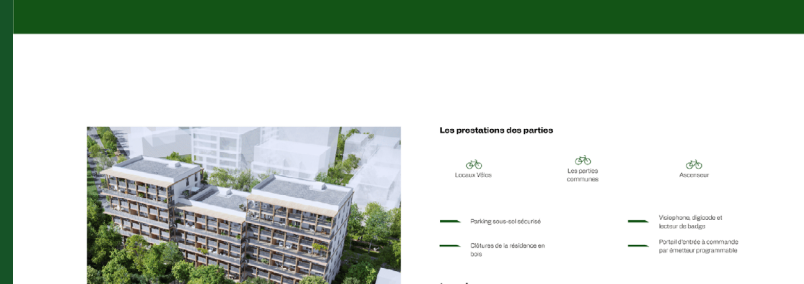 Les prestations des parties
Locaux Vélos
Les parties
communes
Ascenseur
Parking sous-sol sécurisé
Visiophone, digicode et
lecteur de badge
Clôtures de la résidence en
bois
Portail d'entrée à commande
par émetteur programmable